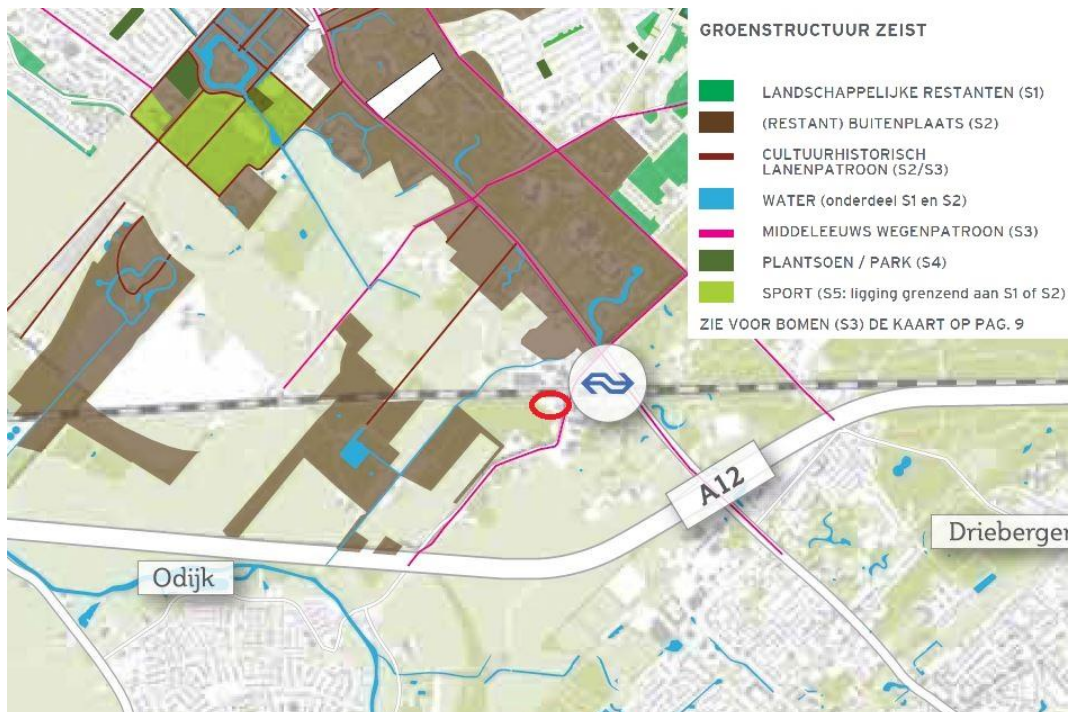 GROENSTRUCTUUR ZEIST
LANDSCHAPPELIJKE RESTANTEN (S1)
(RESTANT) BUITENPLAATS (S2)
CULTUURHISTORISCH
LANENPATROON (S2/S3)
WATER (onderdeel S1 en S2)
MIDDELEEUWS WEGENPATROON (S3)
PLANTSOEN / PARK (S4)
SPORT (S5: ligging grenzend aan S1 of S2)
ZIE VOOR BOMEN (S3) DE KAART OP PAG. 9
A12
Driebergen
Odijk